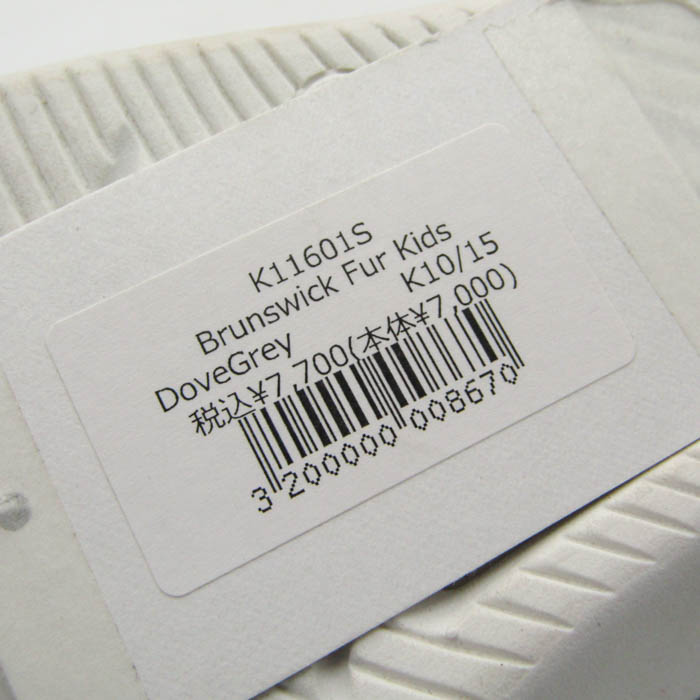 K11601S
Brunswick Fur Kids
DoveGrey K10/15
税込¥7,700(本体¥7,000)
3 200000 008670